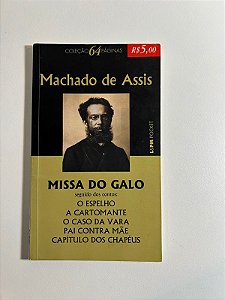 COLEÇÃO 64 PÁGINAS
R$5,00
Machado de Assis
L&PM POCKET
MISSA DO GALO
seguido dos contos
O ESPELHO
A CARTOMANTE
O CASO DA VARA
PAI CONTRA MÃE
CAPÍTULO DOS CHAPÉUS